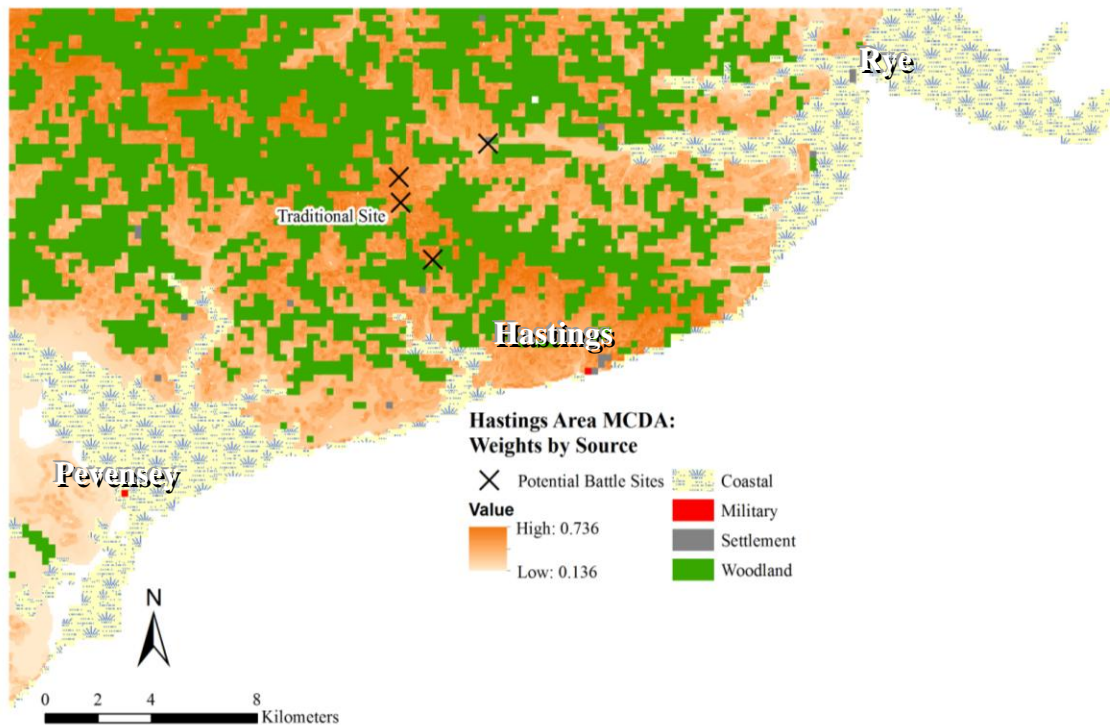 Rye
Traditional Site
Hastings
Pevensey
Hastings Area MCDA:
Weights by Source
Potential Battle Sites
Value
High: 0.736
Low: 0.136
Coastal
Military
Settlement
Woodland
N
0 2 4 8
Kilometers